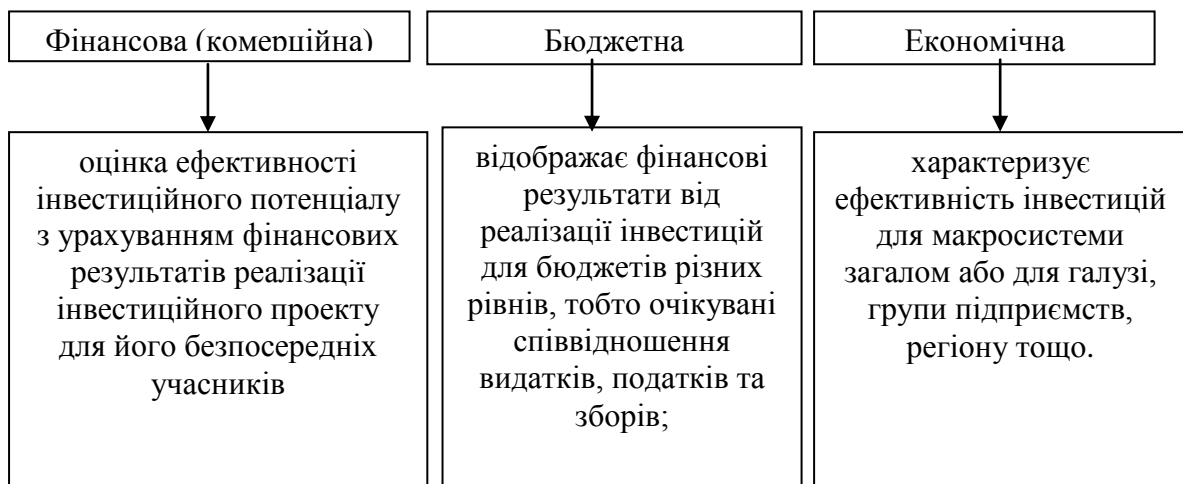 Фінансова (комерційна)
Бюджетна
Економічна
оцінка ефективності
інвестиційного потенціалу
з урахуванням фінансових
результатів реалізації
інвестиційного проекту
для його безпосередніх
учасників
відображає фінансові
результати від
реалізації інвестицій
для бюджетів різних
рівнів, тобто очікувані
співвідношення
видатків, податків та
зборів;
характеризує
ефективність інвестицій
для макросистеми
загалом або для галузі,
групи підприємств,
регіону тощо.